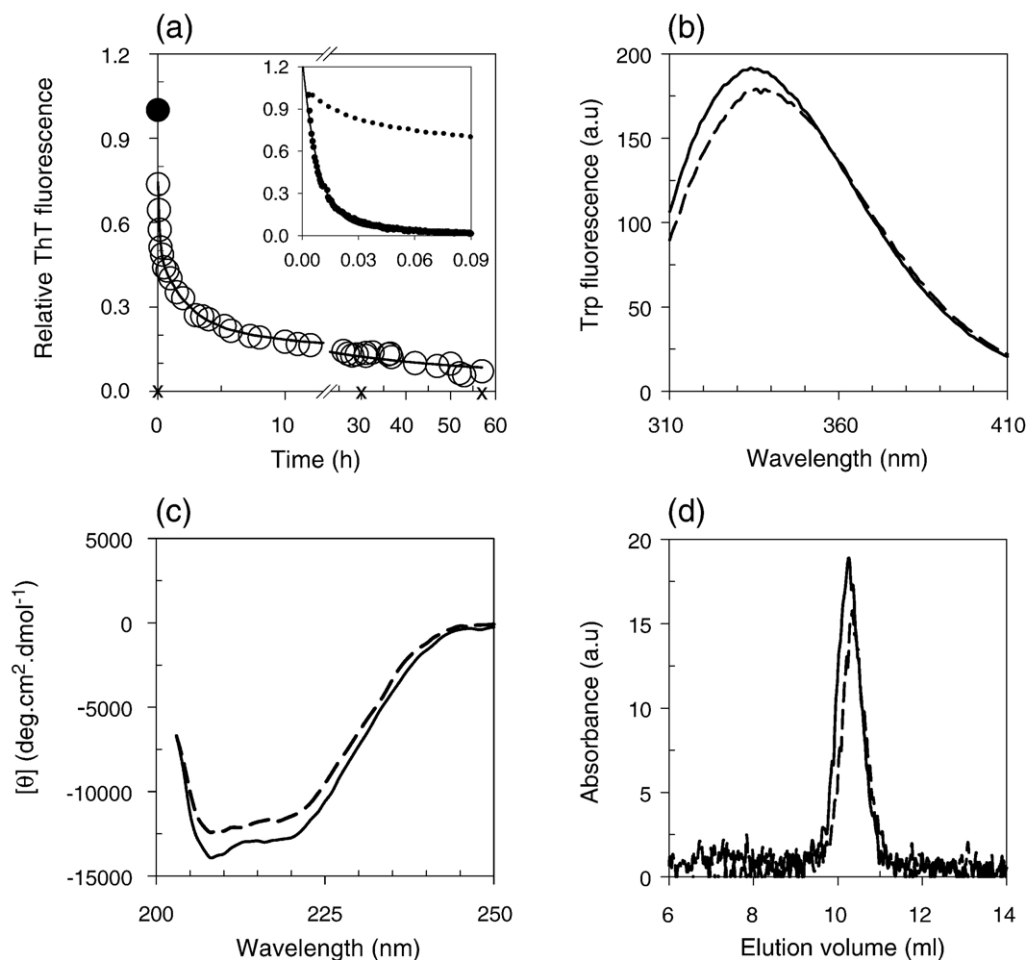 (a)
Relative ThT fluorescence
1.2
0.9
0.6
0.3
0.0
1.2
0.9
0.6
0.3
0.0
0.00 0.03 0.06 0.09
x x x
0 10 30 40 50 60
Time (h)
(b)
Trp fluorescence (a.u)
200
150
100
50
0
310 360 410
Wavelength (nm)
(c)
[θ] (deg.cm².dmol⁻¹)
5000
0
-5000
-10000
-15000
200 225 250
Wavelength (nm)
(d)
Absorbance (a.u)
20
15
10
5
0
6 8 10 12 14
Elution volume (ml)